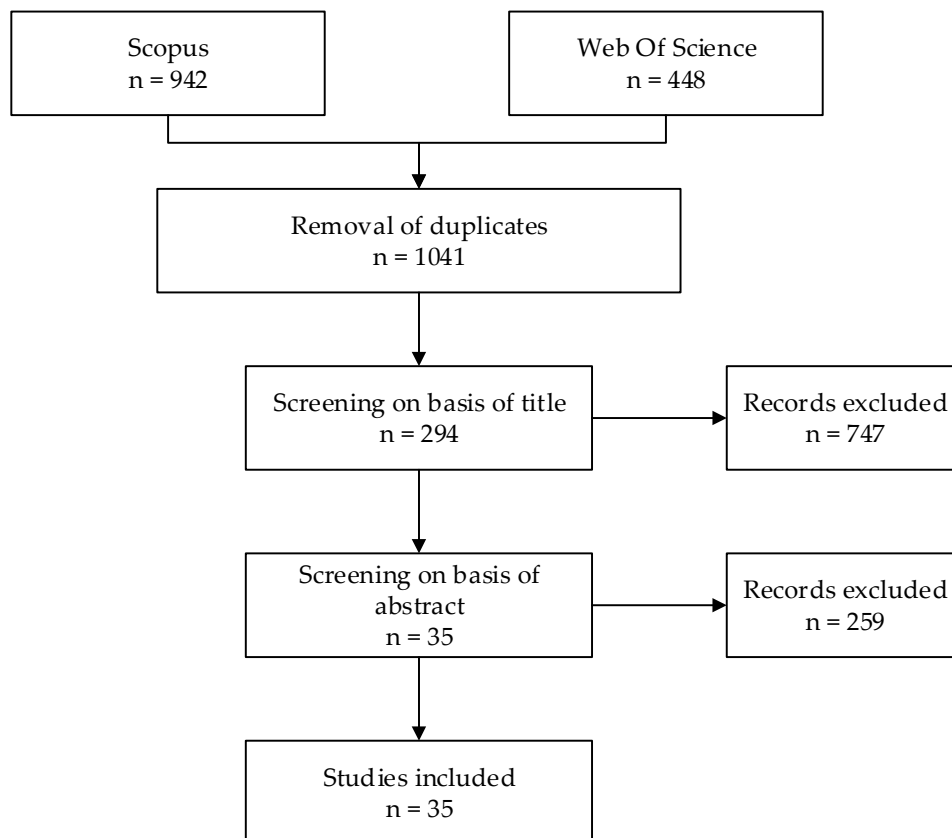 Scopus
n = 942
Web Of Science
n = 448
Removal of duplicates
n = 1041
Screening on basis of title
n = 294
Records excluded
n = 747
Screening on basis of
abstract
n = 35
Records excluded
n = 259
Studies included
n = 35